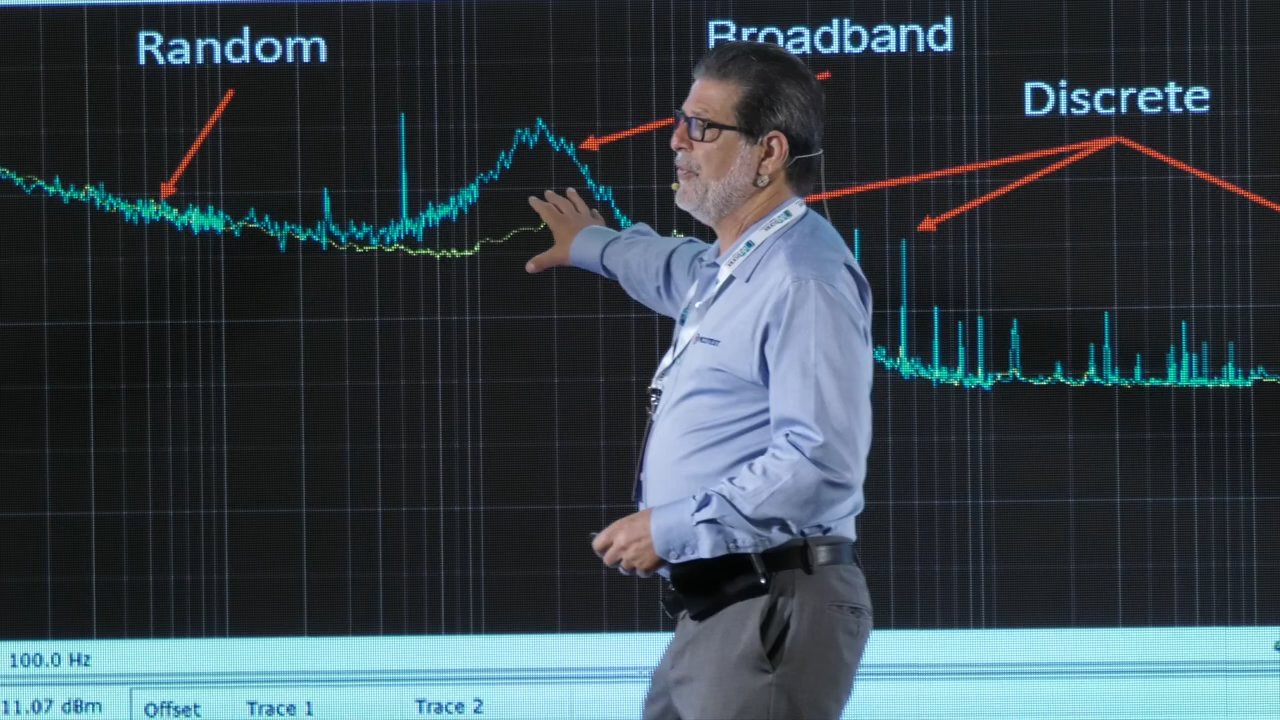 Random
Broadband
Discrete
100.0 Hz
11.07 dBm
Offset
Trace 1
Trace 2